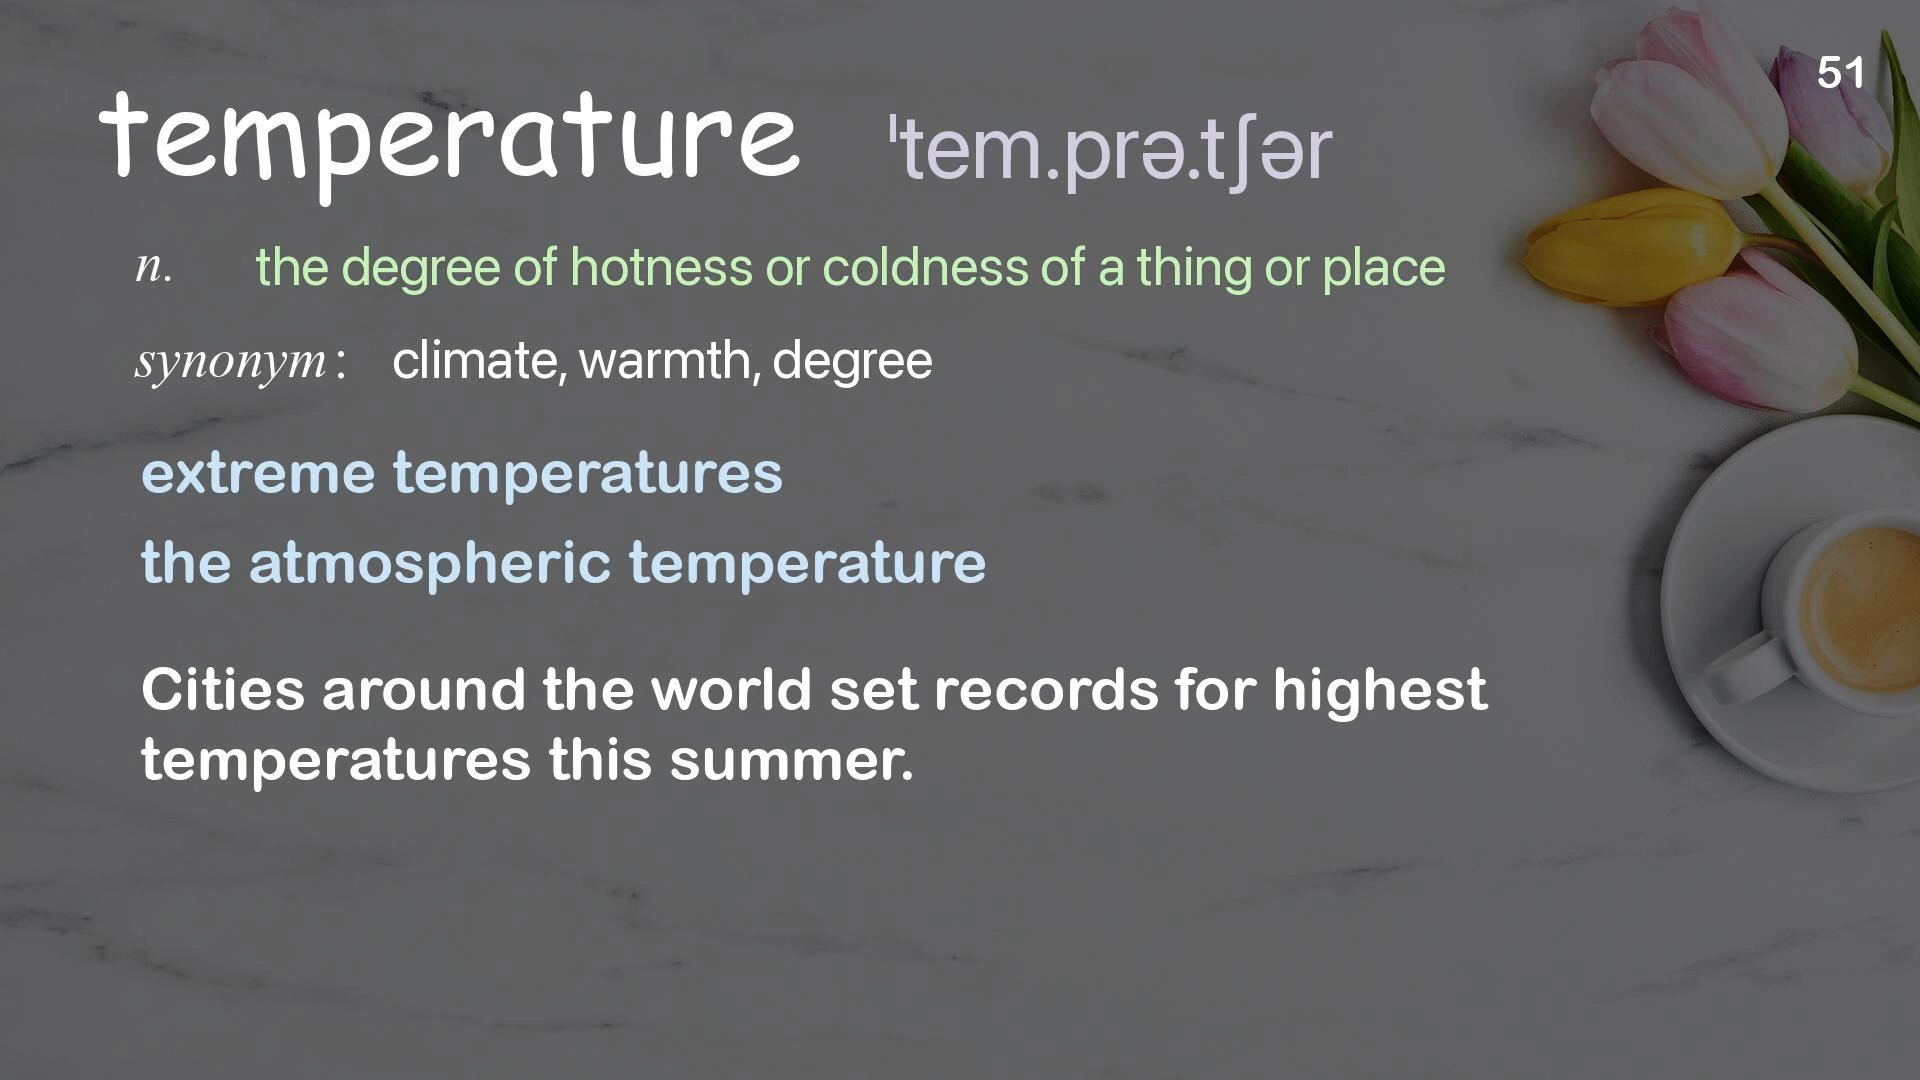 51
temperature ˈtem.prə.tʃər
n. the degree of hotness or coldness of a thing or place
synonym: climate, warmth, degree
extreme temperatures
the atmospheric temperature
Cities around the world set records for highest
temperatures this summer.